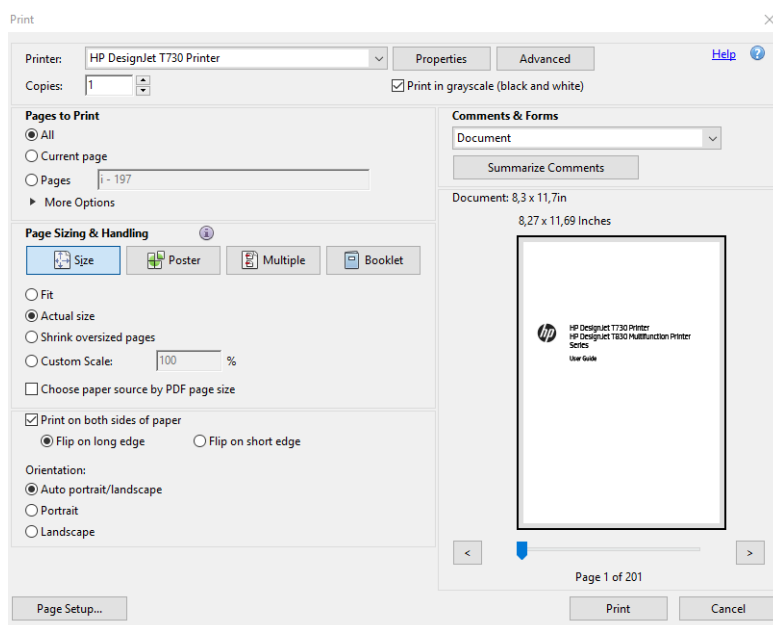 Print
Printer: HP DesignJet T730 Printer Properties Advanced Help ?
Copies: 1 Print in grayscale (black and white)
Pages to Print
All
Current page
Pages i - 197
More Options
Page Sizing & Handling i
Size Poster Multiple Booklet
Fit
Actual size
Shrink oversized pages
Custom Scale: 100 %
Choose paper source by PDF page size
Print on both sides of paper
Flip on long edge Flip on short edge
Orientation:
Auto portrait/landscape
Portrait
Landscape
Comments & Forms
Document
Summarize Comments
Document: 8,3 x 11,7in
8,27 x 11,69 Inches
hp
HP DesignJet T730 Printer
HP DesignJet T830 Multifunction Printer
Series
User Guide
< >
Page 1 of 201
Page Setup... Print Cancel